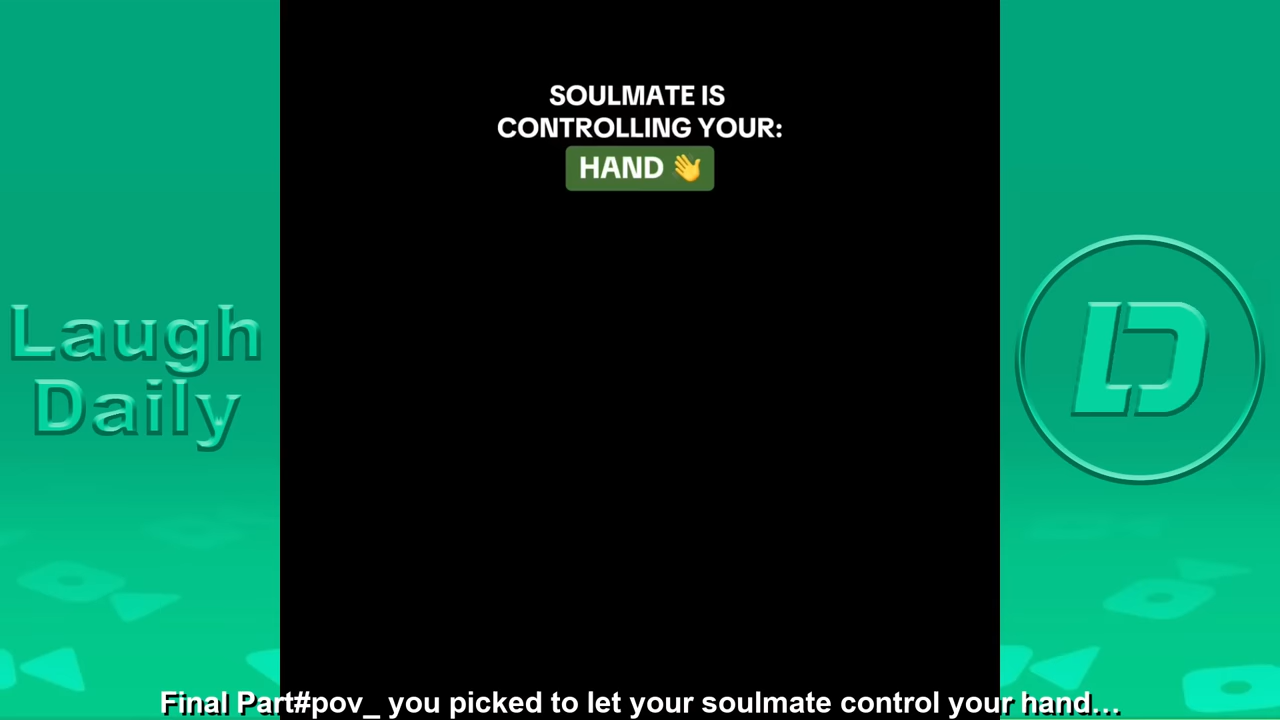 SOULMATE IS
CONTROLLING YOUR:
HAND 👋
Laugh
Daily
LD
Final Part#pov_ you picked to let your soulmate control your hand...